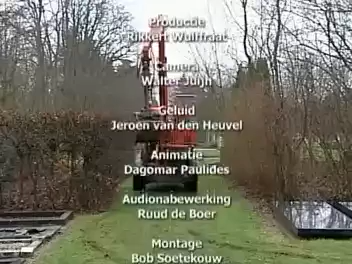 Productie
Rikkert Wulffraat
Camera
Walter Juijn
Geluid
Jeroen van den Heuvel
Animatie
Dagomar Paulides
Audionabewerking
Ruud de Boer
Montage
Bob Soetekouw